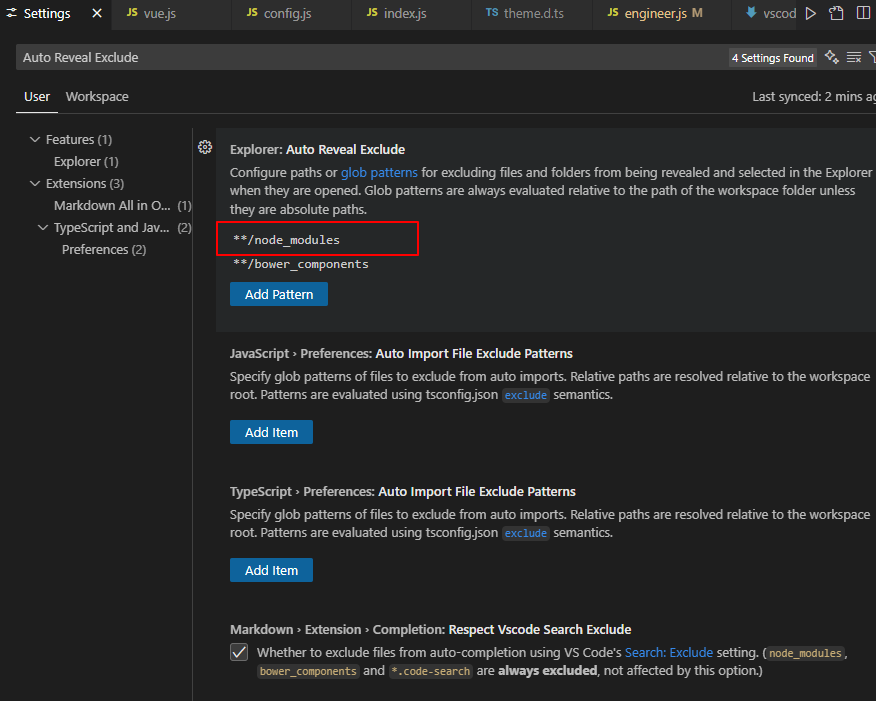 Settings
JS vue.js
JS config.js
JS index.js
TS theme.d.ts
JS engineer.js M
vscod
Auto Reveal Exclude
4 Settings Found
User Workspace
Last synced: 2 mins ag
Features (1)
Explorer (1)
Extensions (3)
Markdown All in O... (1)
TypeScript and Jav... (2)
Preferences (2)
Explorer: Auto Reveal Exclude
Configure paths or glob patterns for excluding files and folders from being revealed and selected in the Explorer
when they are opened. Glob patterns are always evaluated relative to the path of the workspace folder unless
they are absolute paths.
**/node_modules
**/bower_components
Add Pattern
JavaScript › Preferences: Auto Import File Exclude Patterns
Specify glob patterns of files to exclude from auto imports. Relative paths are resolved relative to the workspace
root. Patterns are evaluated using tsconfig.json exclude semantics.
Add Item
TypeScript › Preferences: Auto Import File Exclude Patterns
Specify glob patterns of files to exclude from auto imports. Relative paths are resolved relative to the workspace
root. Patterns are evaluated using tsconfig.json exclude semantics.
Add Item
Markdown › Extension › Completion: Respect Vscode Search Exclude
Whether to exclude files from auto-completion using VS Code's Search: Exclude setting. (node_modules,
bower_components and *.code-search are always excluded, not affected by this option.)